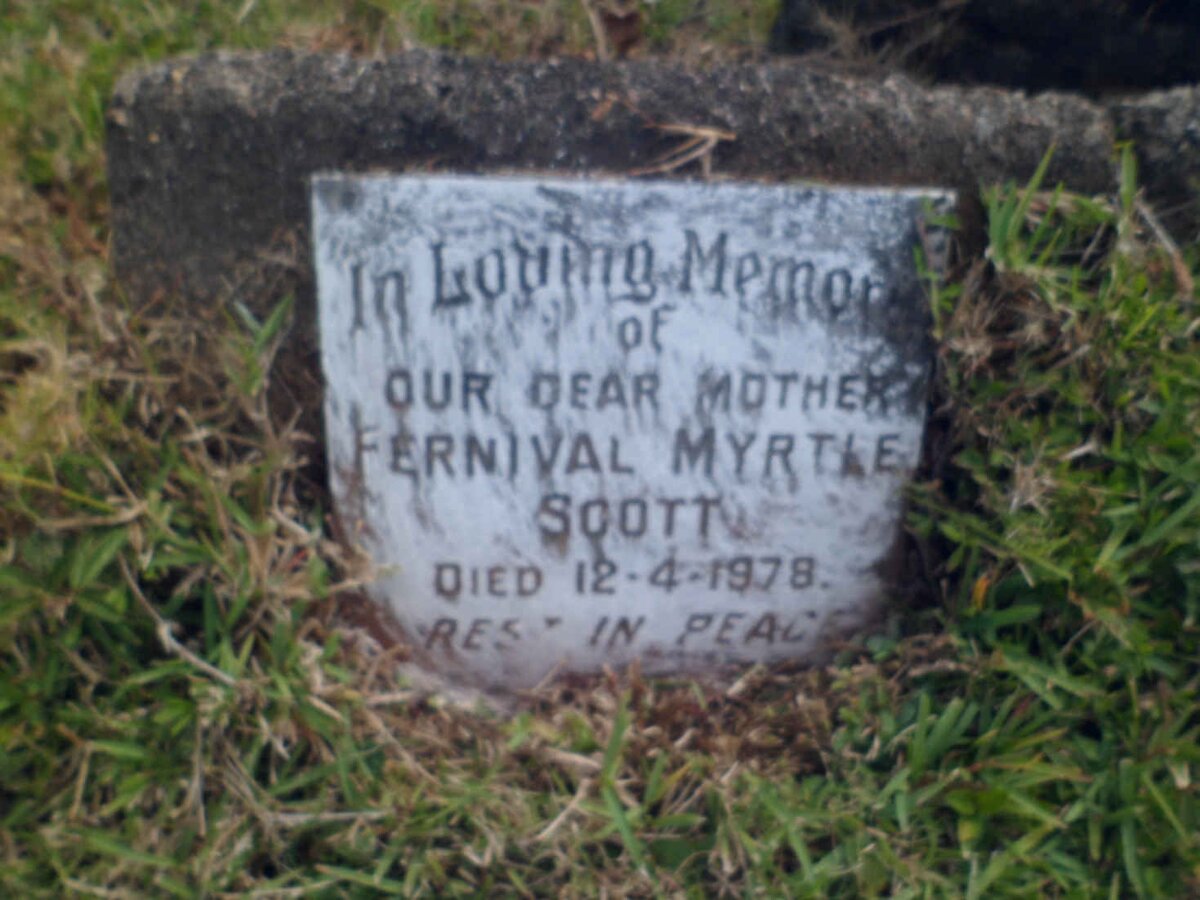 In Loving Memory
of
OUR DEAR MOTHER
FERNIVAL MYRTLE
SCOTT
DIED 12-4-1978.
REST IN PEACE